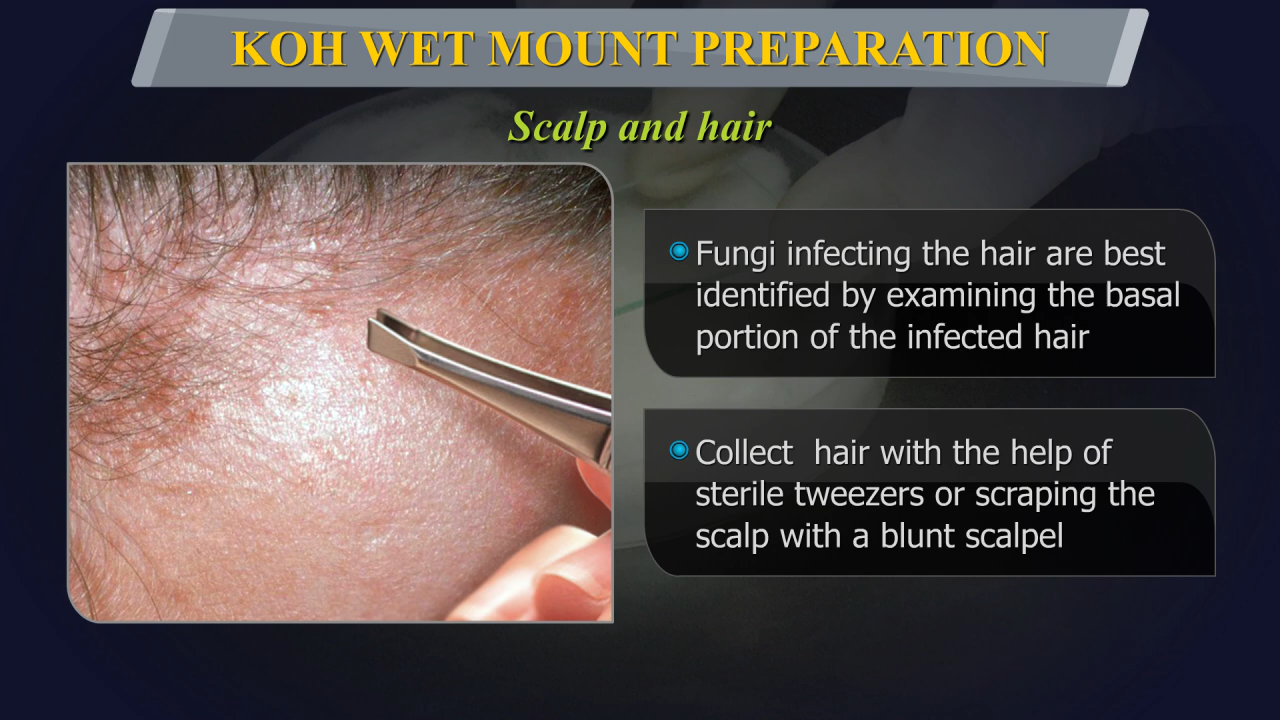 KOH WET MOUNT PREPARATION
Scalp and hair
Fungi infecting the hair are best
identified by examining the basal
portion of the infected hair
Collect  hair with the help of
sterile tweezers or scraping the
scalp with a blunt scalpel